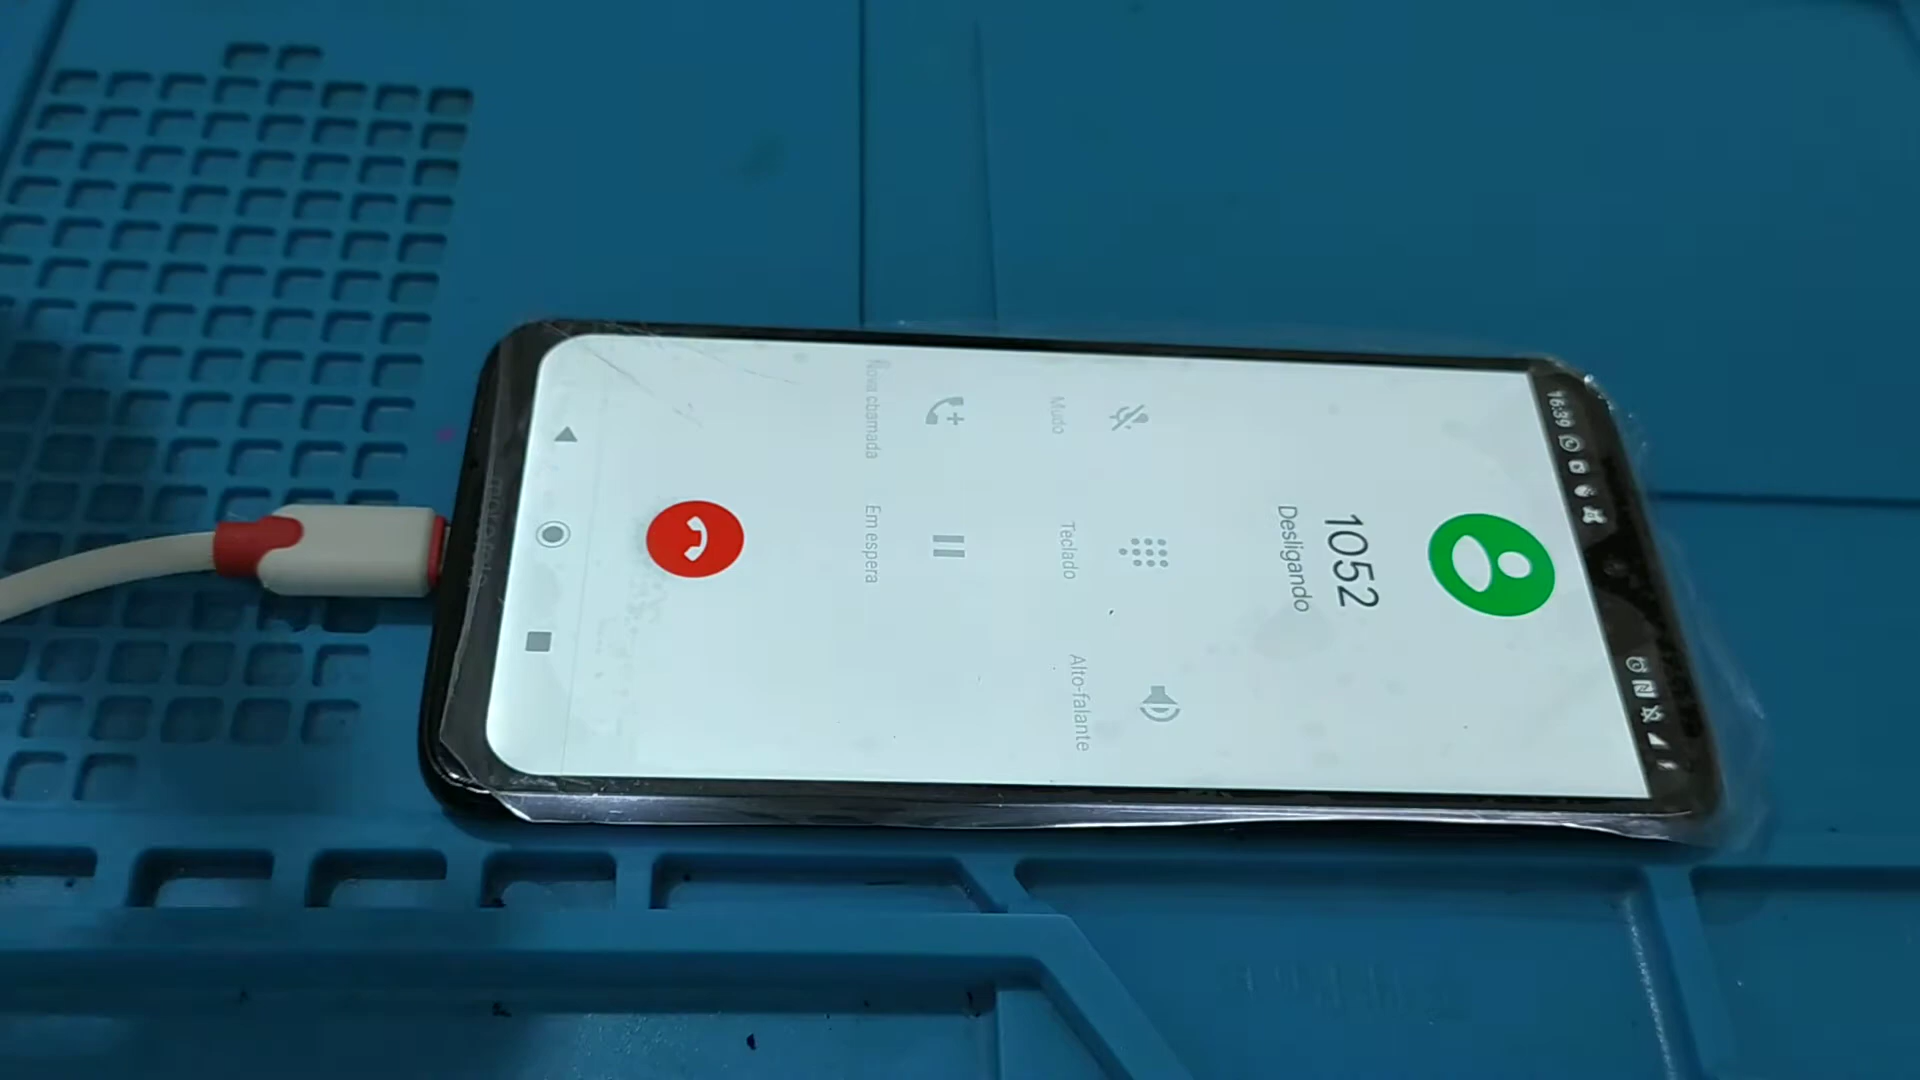 16:39
1052
Desligando
Mudo
Teclado
Alto-falante
Nova chamada
Em espera